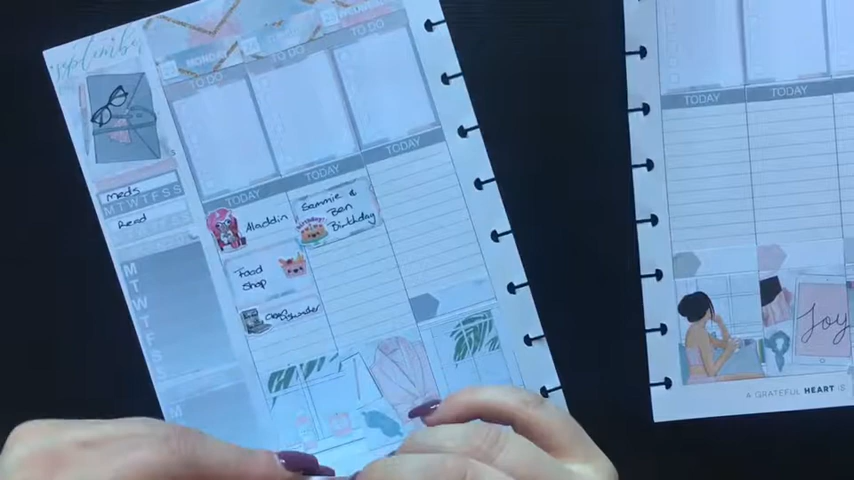 September
MONDAY
TO DO
TO DO
TO DO
TODAY
TODAY
TODAY
Meds
MTWTFSS
Read
MTWTFSS
M
T
W
T
F
S
S
M
Aladdin
Sammie &
Ben
Birthday
Food
Shop
TODAY
TODAY
Joy
A GRATEFUL HEART IS